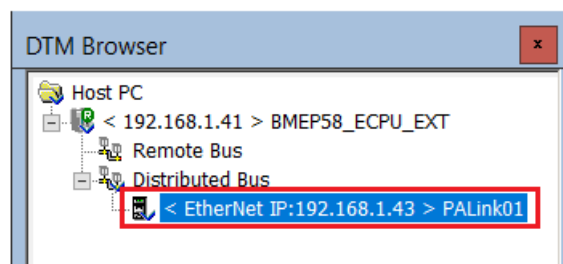 DTM Browser
x
Host PC
< 192.168.1.41 > BMEP58_ECPU_EXT
Remote Bus
Distributed Bus
< EtherNet IP:192.168.1.43 > PALink01